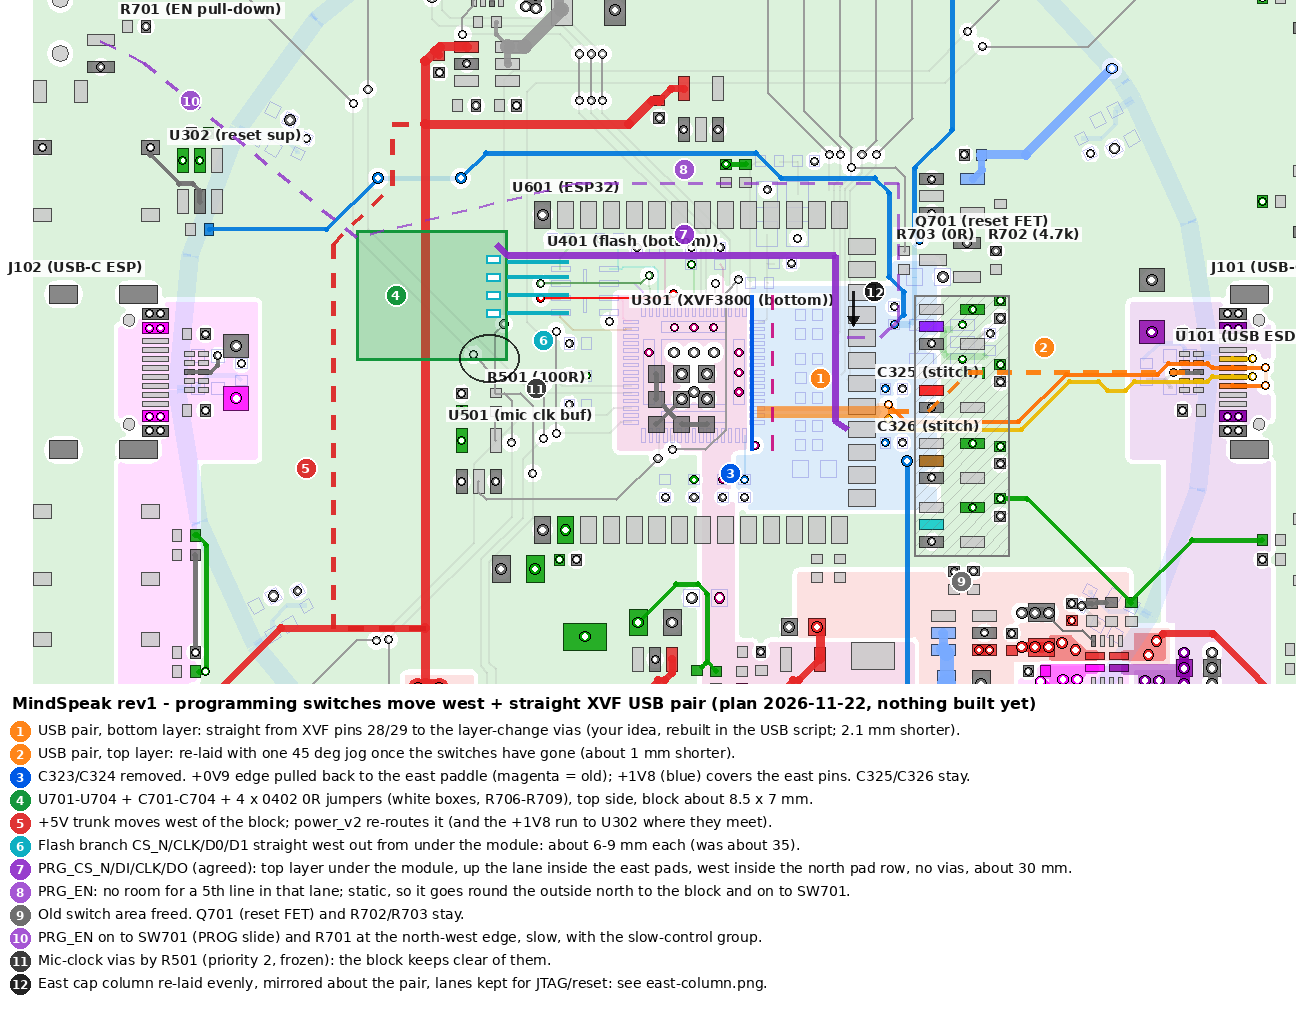 R701 (EN pull-down)
10
U302 (reset sup)
8
U601 (ESP32)
7
Q701 (reset FET)
R703 (0R)
R702 (4.7k)
U401 (flash (bottom))
J102 (USB-C ESP)
J101 (USB-
4
12
U301 (XVF3800 (bottom))
6
2
U101 (USB ESD
R501 (100R)
11
1
C325 (stitch)
U501 (mic clk buf)
C326 (stitch)
5
3
9
MindSpeak rev1 - programming switches move west + straight XVF USB pair (plan 2026-11-22, nothing built yet)
1 USB pair, bottom layer: straight from XVF pins 28/29 to the layer-change vias (your idea, rebuilt in the USB script; 2.1 mm shorter).
2 USB pair, top layer: re-laid with one 45 deg jog once the switches have gone (about 1 mm shorter).
3 C323/C324 removed. +0V9 edge pulled back to the east paddle (magenta = old); +1V8 (blue) covers the east pins. C325/C326 stay.
4 U701-U704 + C701-C704 + 4 x 0402 0R jumpers (white boxes, R706-R709), top side, block about 8.5 x 7 mm.
5 +5V trunk moves west of the block; power_v2 re-routes it (and the +1V8 run to U302 where they meet).
6 Flash branch CS_N/CLK/D0/D1 straight west out from under the module: about 6-9 mm each (was about 35).
7 PRG_CS_N/DI/CLK/DO (agreed): top layer under the module, up the lane inside the east pads, west inside the north pad row, no vias, about 30 mm.
8 PRG_EN: no room for a 5th line in that lane; static, so it goes round the outside north to the block and on to SW701.
9 Old switch area freed. Q701 (reset FET) and R702/R703 stay.
10 PRG_EN on to SW701 (PROG slide) and R701 at the north-west edge, slow, with the slow-control group.
11 Mic-clock vias by R501 (priority 2, frozen): the block keeps clear of them.
12 East cap column re-laid evenly, mirrored about the pair, lanes kept for JTAG/reset: see east-column.png.